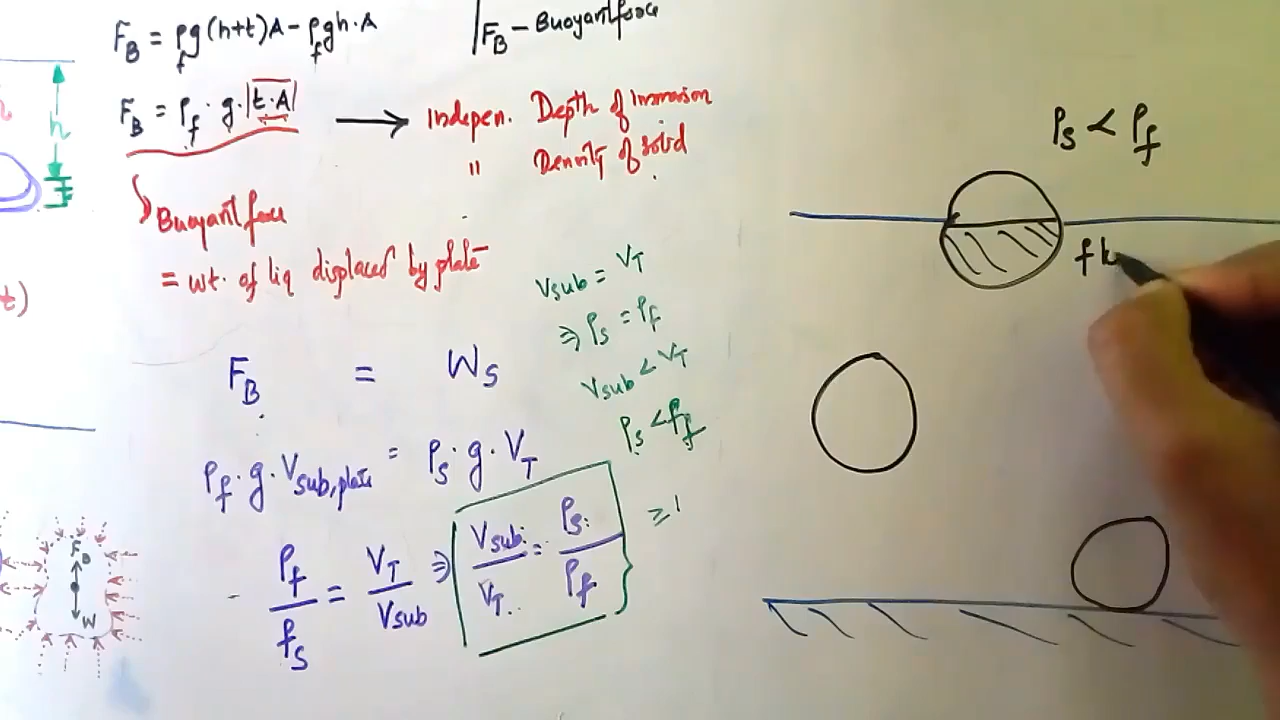 F_B = ρ_f g(h+t)A - ρ_f gh·A
F_B - Buoyant force
F_B = ρ_f · g · t·A → Indepen. Depth of Immersion
" Density of solid
h
Buoyant force
= wt. of liq displaced by plate
t)
F_B = W_S
ρ_f · g · V_sub,plate = ρ_s · g · V_T
ρ_f / ρ_s = V_T / V_sub ⇒ V_sub / V_T = ρ_s / ρ_f ≥ 1
V_sub = V_T
⇒ ρ_s = ρ_f
V_sub < V_T
ρ_s < ρ_f
F_B
W
ρ_s < ρ_f